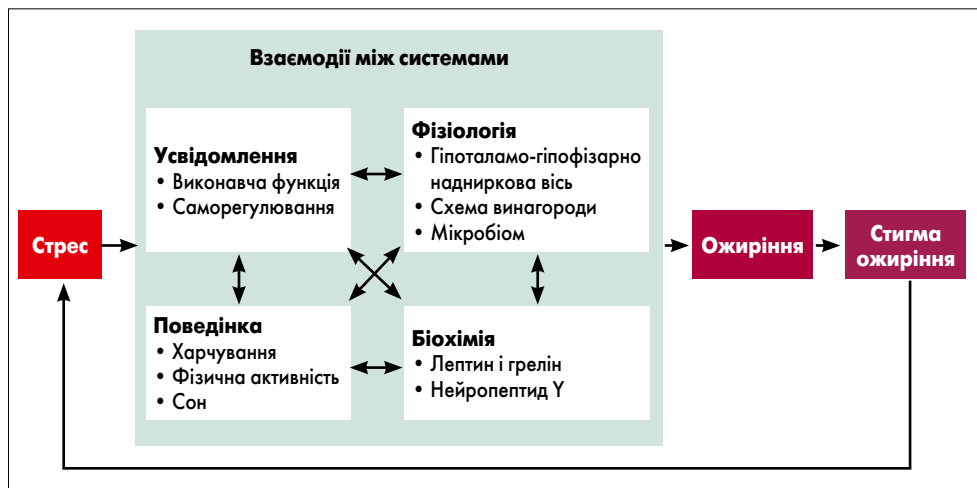 Взаємодії між системами
Усвідомлення
• Виконавча функція
• Саморегулювання
Фізіологія
• Гіпоталамо-гіпофізарно
надниркова вісь
• Схема винагороди
• Мікробіом
Стрес
Ожиріння
Стигма
ожиріння
Поведінка
• Харчування
• Фізична активність
• Сон
Біохімія
• Лептин і грелін
• Нейропептид Y